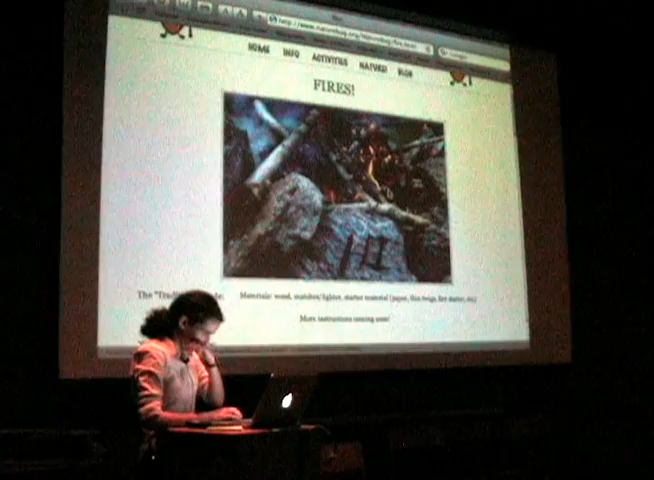 HOME INFO ACTIVITIES NATURE! BLOG
FIRES!
The
Materials: wood, matches/lighter, starter material (paper, thin twigs, fire starter, etc)
More instructions coming soon!